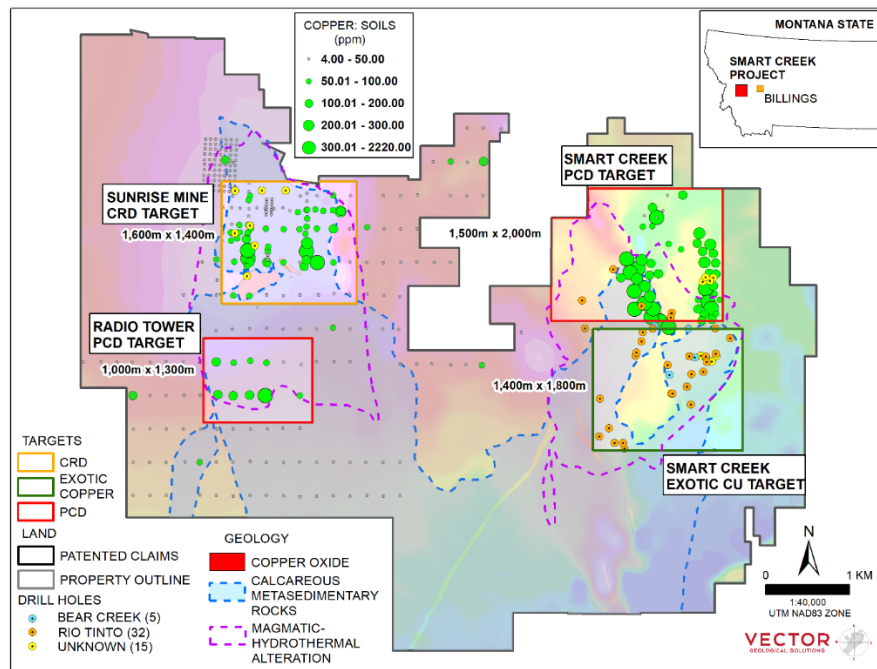 COPPER: SOILS
(ppm)
4.00 - 50.00
50.01 - 100.00
100.01 - 200.00
200.01 - 300.00
300.01 - 2220.00
MONTANA STATE
SMART CREEK
PROJECT
BILLINGS
SUNRISE MINE
CRD TARGET
1,600m x 1,400m
SMART CREEK
PCD TARGET
1,500m x 2,000m
RADIO TOWER
PCD TARGET
1,000m x 1,300m
1,400m x 1,800m
SMART CREEK
EXOTIC CU TARGET
TARGETS
CRD
EXOTIC
COPPER
PCD
LAND
PATENTED CLAIMS
PROPERTY OUTLINE
DRILL HOLES
BEAR CREEK (5)
RIO TINTO (32)
UNKNOWN (15)
GEOLOGY
COPPER OXIDE
CALCAREOUS
METASEDIMENTARY
ROCKS
MAGMATIC-
HYDROTHERMAL
ALTERATION
N
0 1 KM
1:40,000
UTM NAD83 ZONE
VECTOR
GEOLOGICAL SOLUTIONS